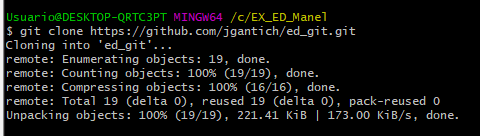 Usuario@DESKTOP-QRTC3PT MINGW64 /c/EX_ED_Manel
$ git clone https://github.com/jgantich/ed_git.git
Cloning into 'ed_git'...
remote: Enumerating objects: 19, done.
remote: Counting objects: 100% (19/19), done.
remote: Compressing objects: 100% (16/16), done.
remote: Total 19 (delta 0), reused 19 (delta 0), pack-reused 0
Unpacking objects: 100% (19/19), 221.41 KiB | 173.00 KiB/s, done.